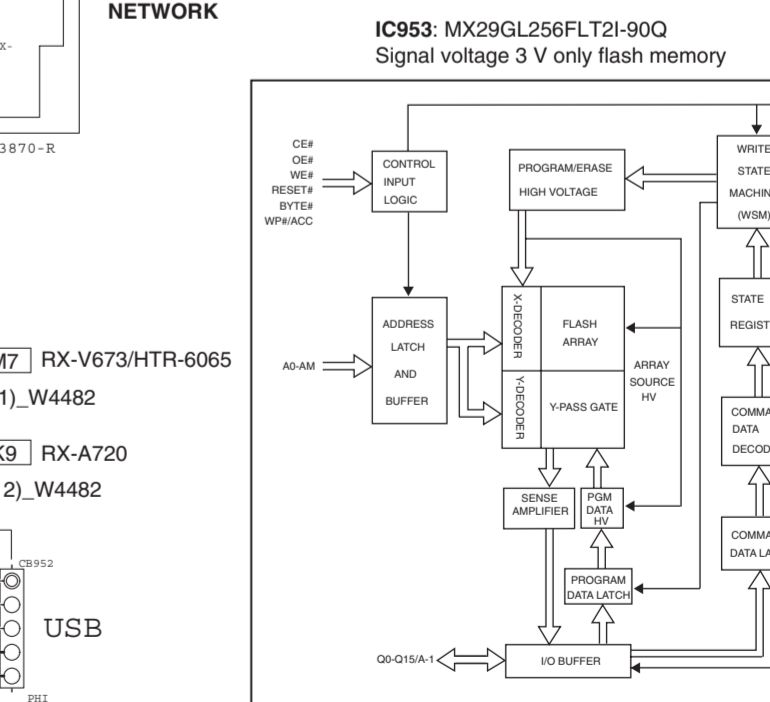 NETWORK
X-
3870-R
IC953: MX29GL256FLT2I-90Q
Signal voltage 3 V only flash memory
CE#
OE#
WE#
RESET#
BYTE#
WP#/ACC
CONTROL
INPUT
LOGIC
PROGRAM/ERASE
HIGH VOLTAGE
WRITE
STATE
MACHIN
(WSM)
STATE
REGIST
M7 RX-V673/HTR-6065
1)_W4482
K9 RX-A720
2)_W4482
A0-AM
ADDRESS
LATCH
AND
BUFFER
X-DECODER
FLASH
ARRAY
Y-DECODER
Y-PASS GATE
ARRAY
SOURCE
HV
COMMA
DATA
DECOD
SENSE
AMPLIFIER
PGM
DATA
HV
COMMA
DATA LA
PROGRAM
DATA LATCH
CB952
USB
PHI
Q0-Q15/A-1
I/O BUFFER